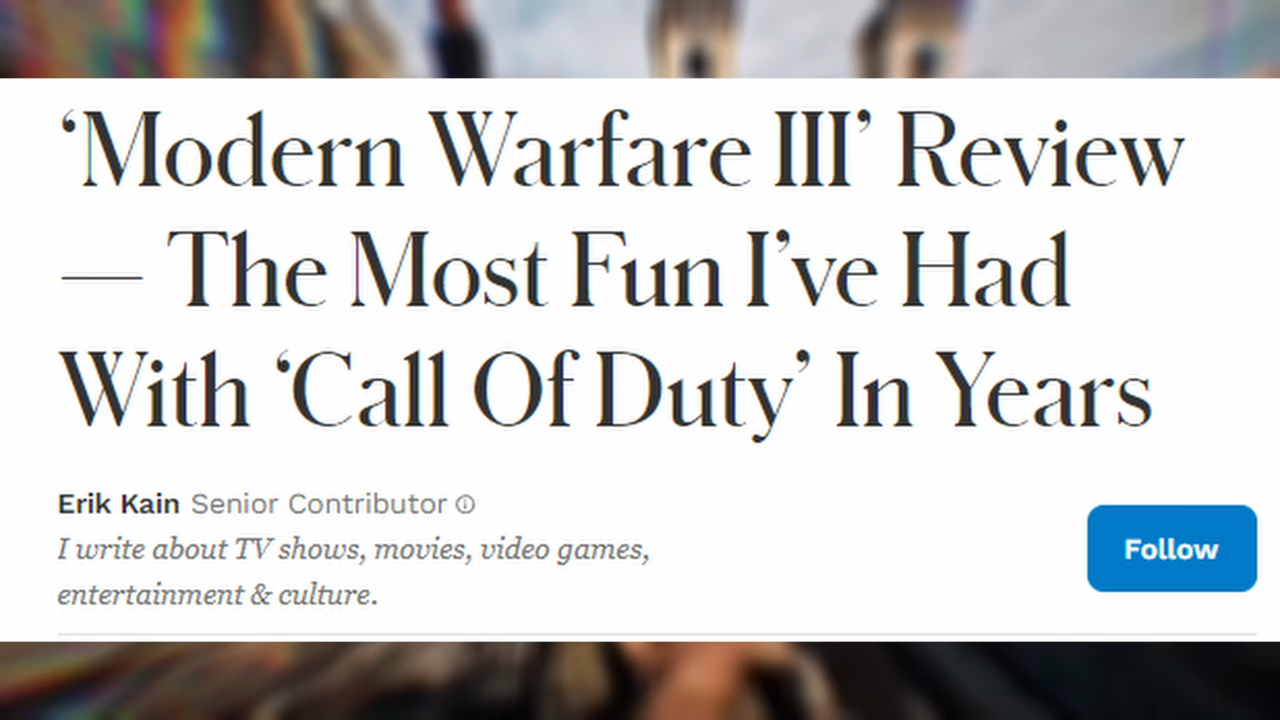 ‘Modern Warfare III’ Review
— The Most Fun I’ve Had
With ‘Call Of Duty’ In Years
Erik Kain Senior Contributor
I write about TV shows, movies, video games,
entertainment & culture.
Follow